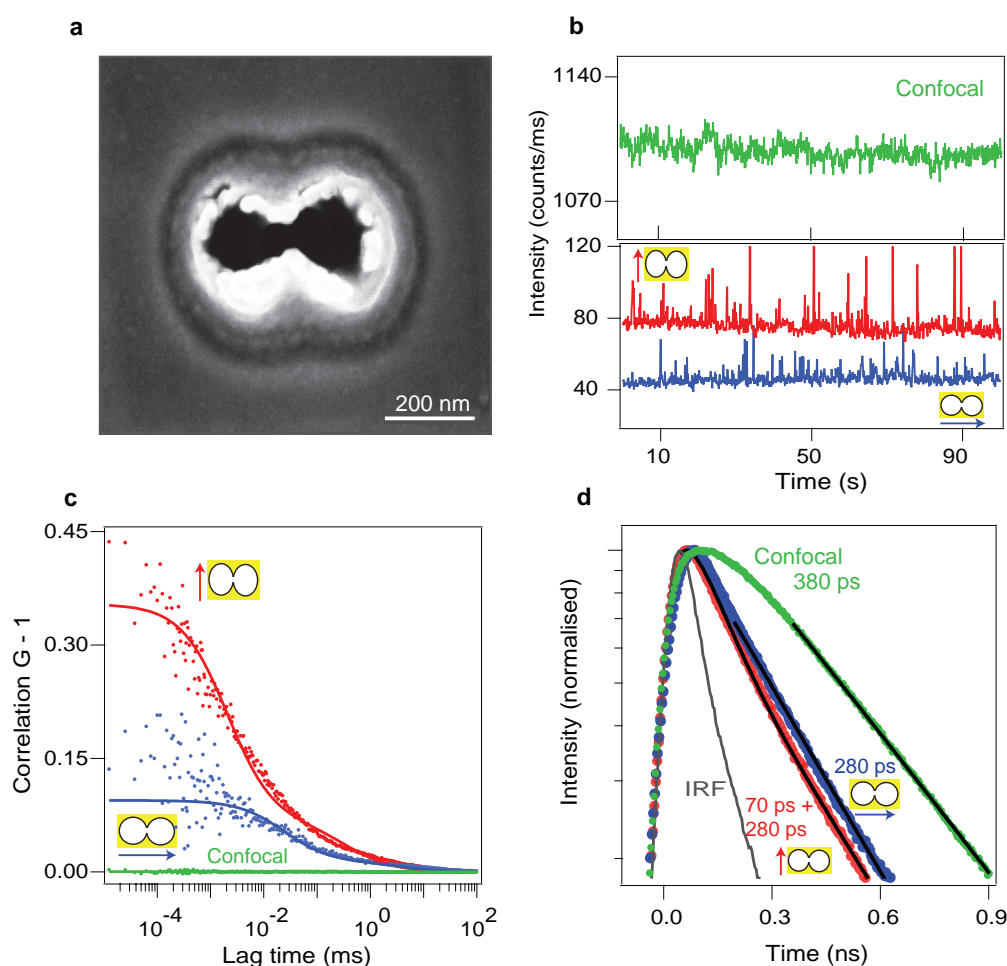 a
200 nm
b
1140
1070
120
80
40
Intensity (counts/ms)
Confocal
10
50
90
Time (s)
c
0.45
0.30
0.15
0.00
Correlation G - 1
Confocal
10-4
10-2
100
102
Lag time (ms)
d
Intensity (normalised)
Confocal
380 ps
IRF
280 ps
70 ps +
280 ps
0.0
0.3
0.6
0.9
Time (ns)